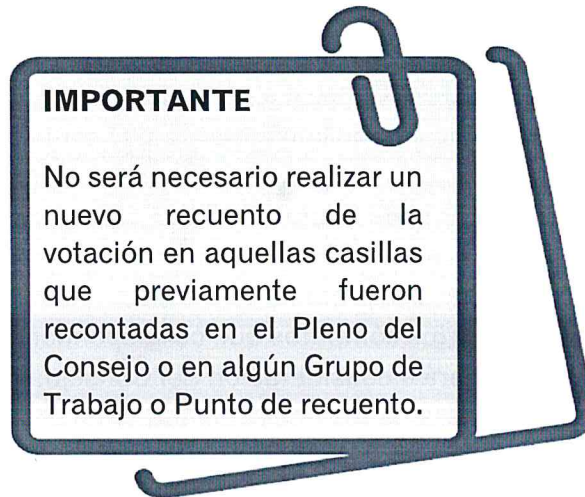 IMPORTANTE
No será necesario realizar un
nuevo recuento de la
votación en aquellas casillas
que previamente fueron
recontadas en el Pleno del
Consejo o en algún Grupo de
Trabajo o Punto de recuento.